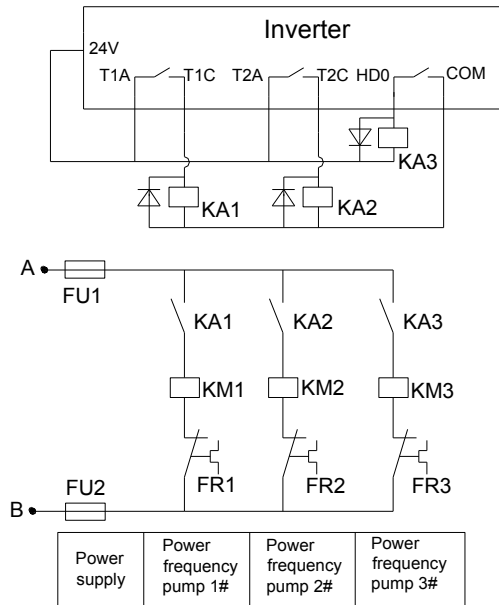 Inverter
24V
T1A T1C T2A T2C HD0 COM
KA3
KA1 KA2
A
FU1
KA1 KA2 KA3
KM1 KM2 KM3
FR1 FR2 FR3
FU2
B
Power
supply
Power
frequency
pump 1#
Power
frequency
pump 2#
Power
frequency
pump 3#